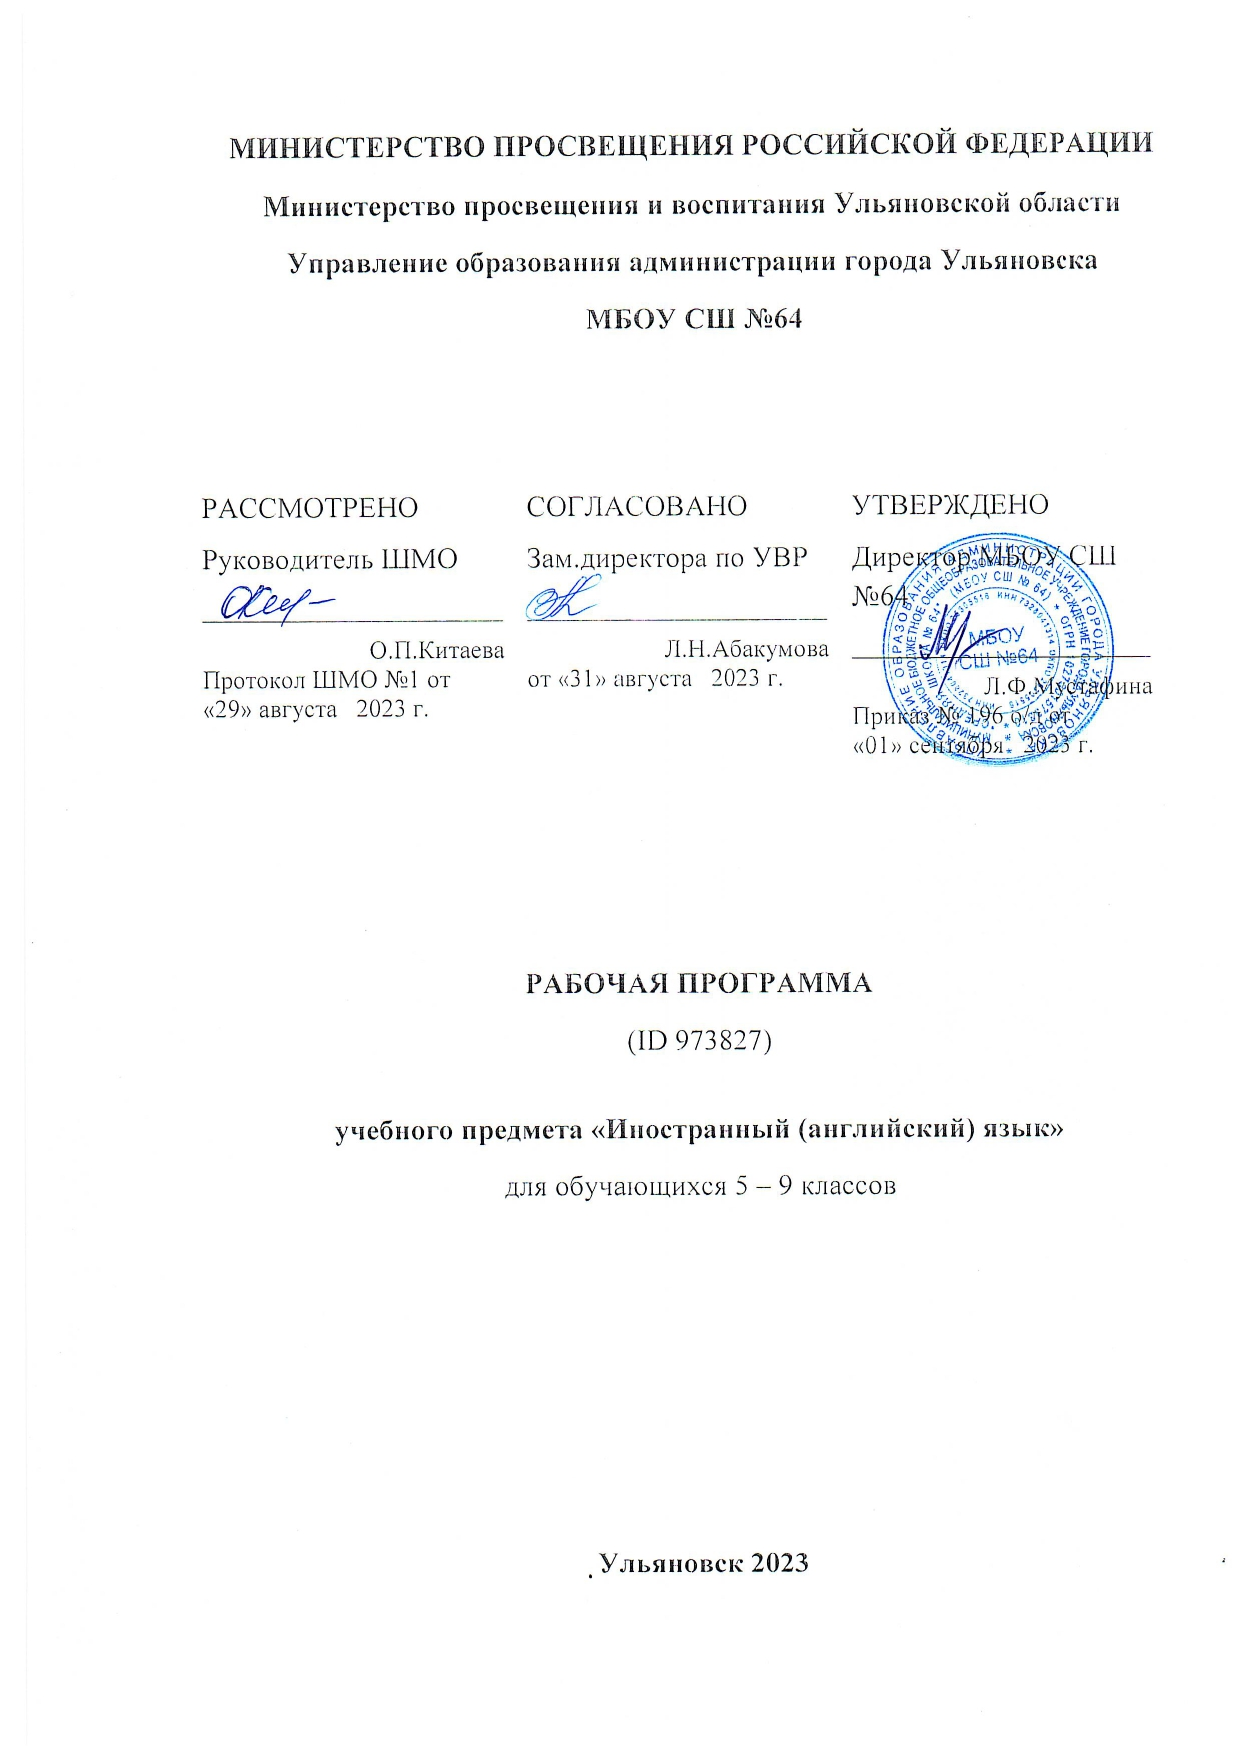 МИНИСТЕРСТВО ПРОСВЕЩЕНИЯ РОССИЙСКОЙ ФЕДЕРАЦИИ
Министерство просвещения и воспитания Ульяновской области
Управление образования администрации города Ульяновска
МБОУ СШ №64
РАССМОТРЕНО
Руководитель ШМО
О.П.Китаева
Протокол ШМО №1 от
«29» августа 2023 г.
СОГЛАСОВАНО
Зам.директора по УВР
Л.Н.Абакумова
от «31» августа 2023 г.
УТВЕРЖДЕНО
Директор МБОУ СШ
№64
Л.Ф.Мустафина
Приказ № 196 о/д от
«01» сентября 2023 г.
МБОУ
СШ №64
РАБОЧАЯ ПРОГРАММА
(ID 973827)
учебного предмета «Иностранный (английский) язык»
для обучающихся 5 – 9 классов
Ульяновск 2023